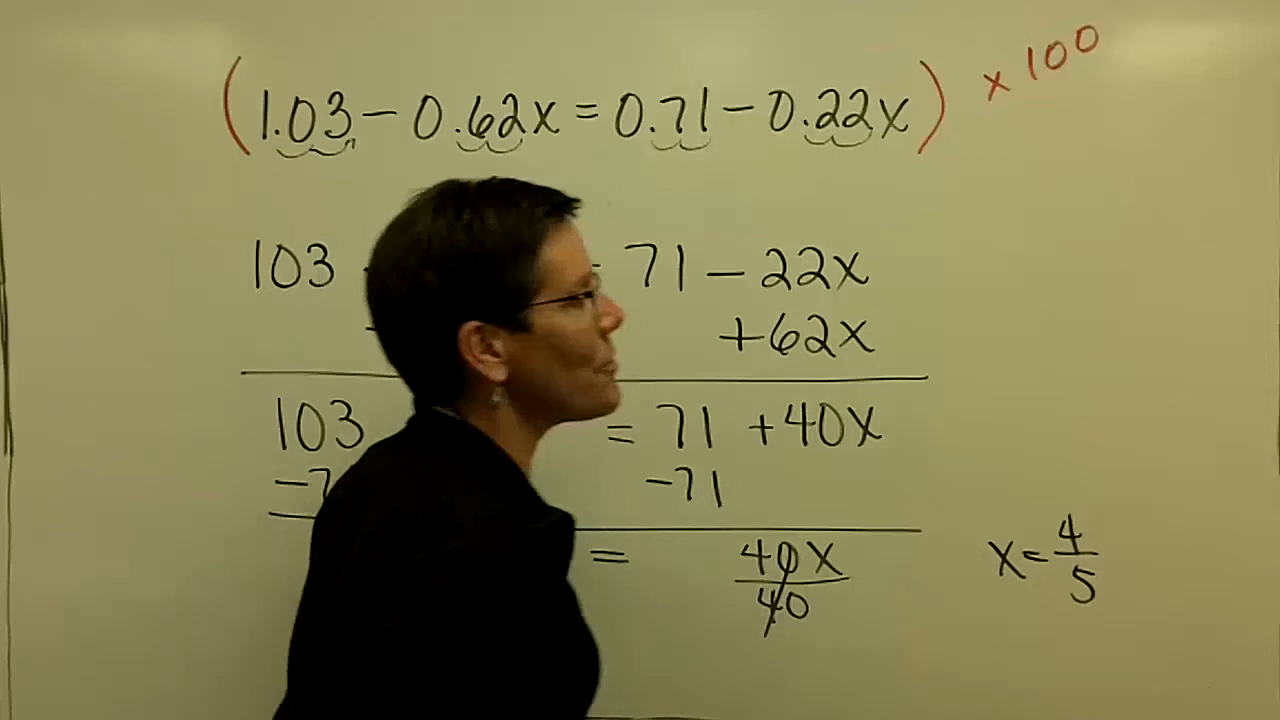 (1.03 - 0.62x = 0.71 - 0.22x) x 100
103 71 - 22x
+62x
103 = 71 +40x
-7 -71
= 40x
40
x = 4/5